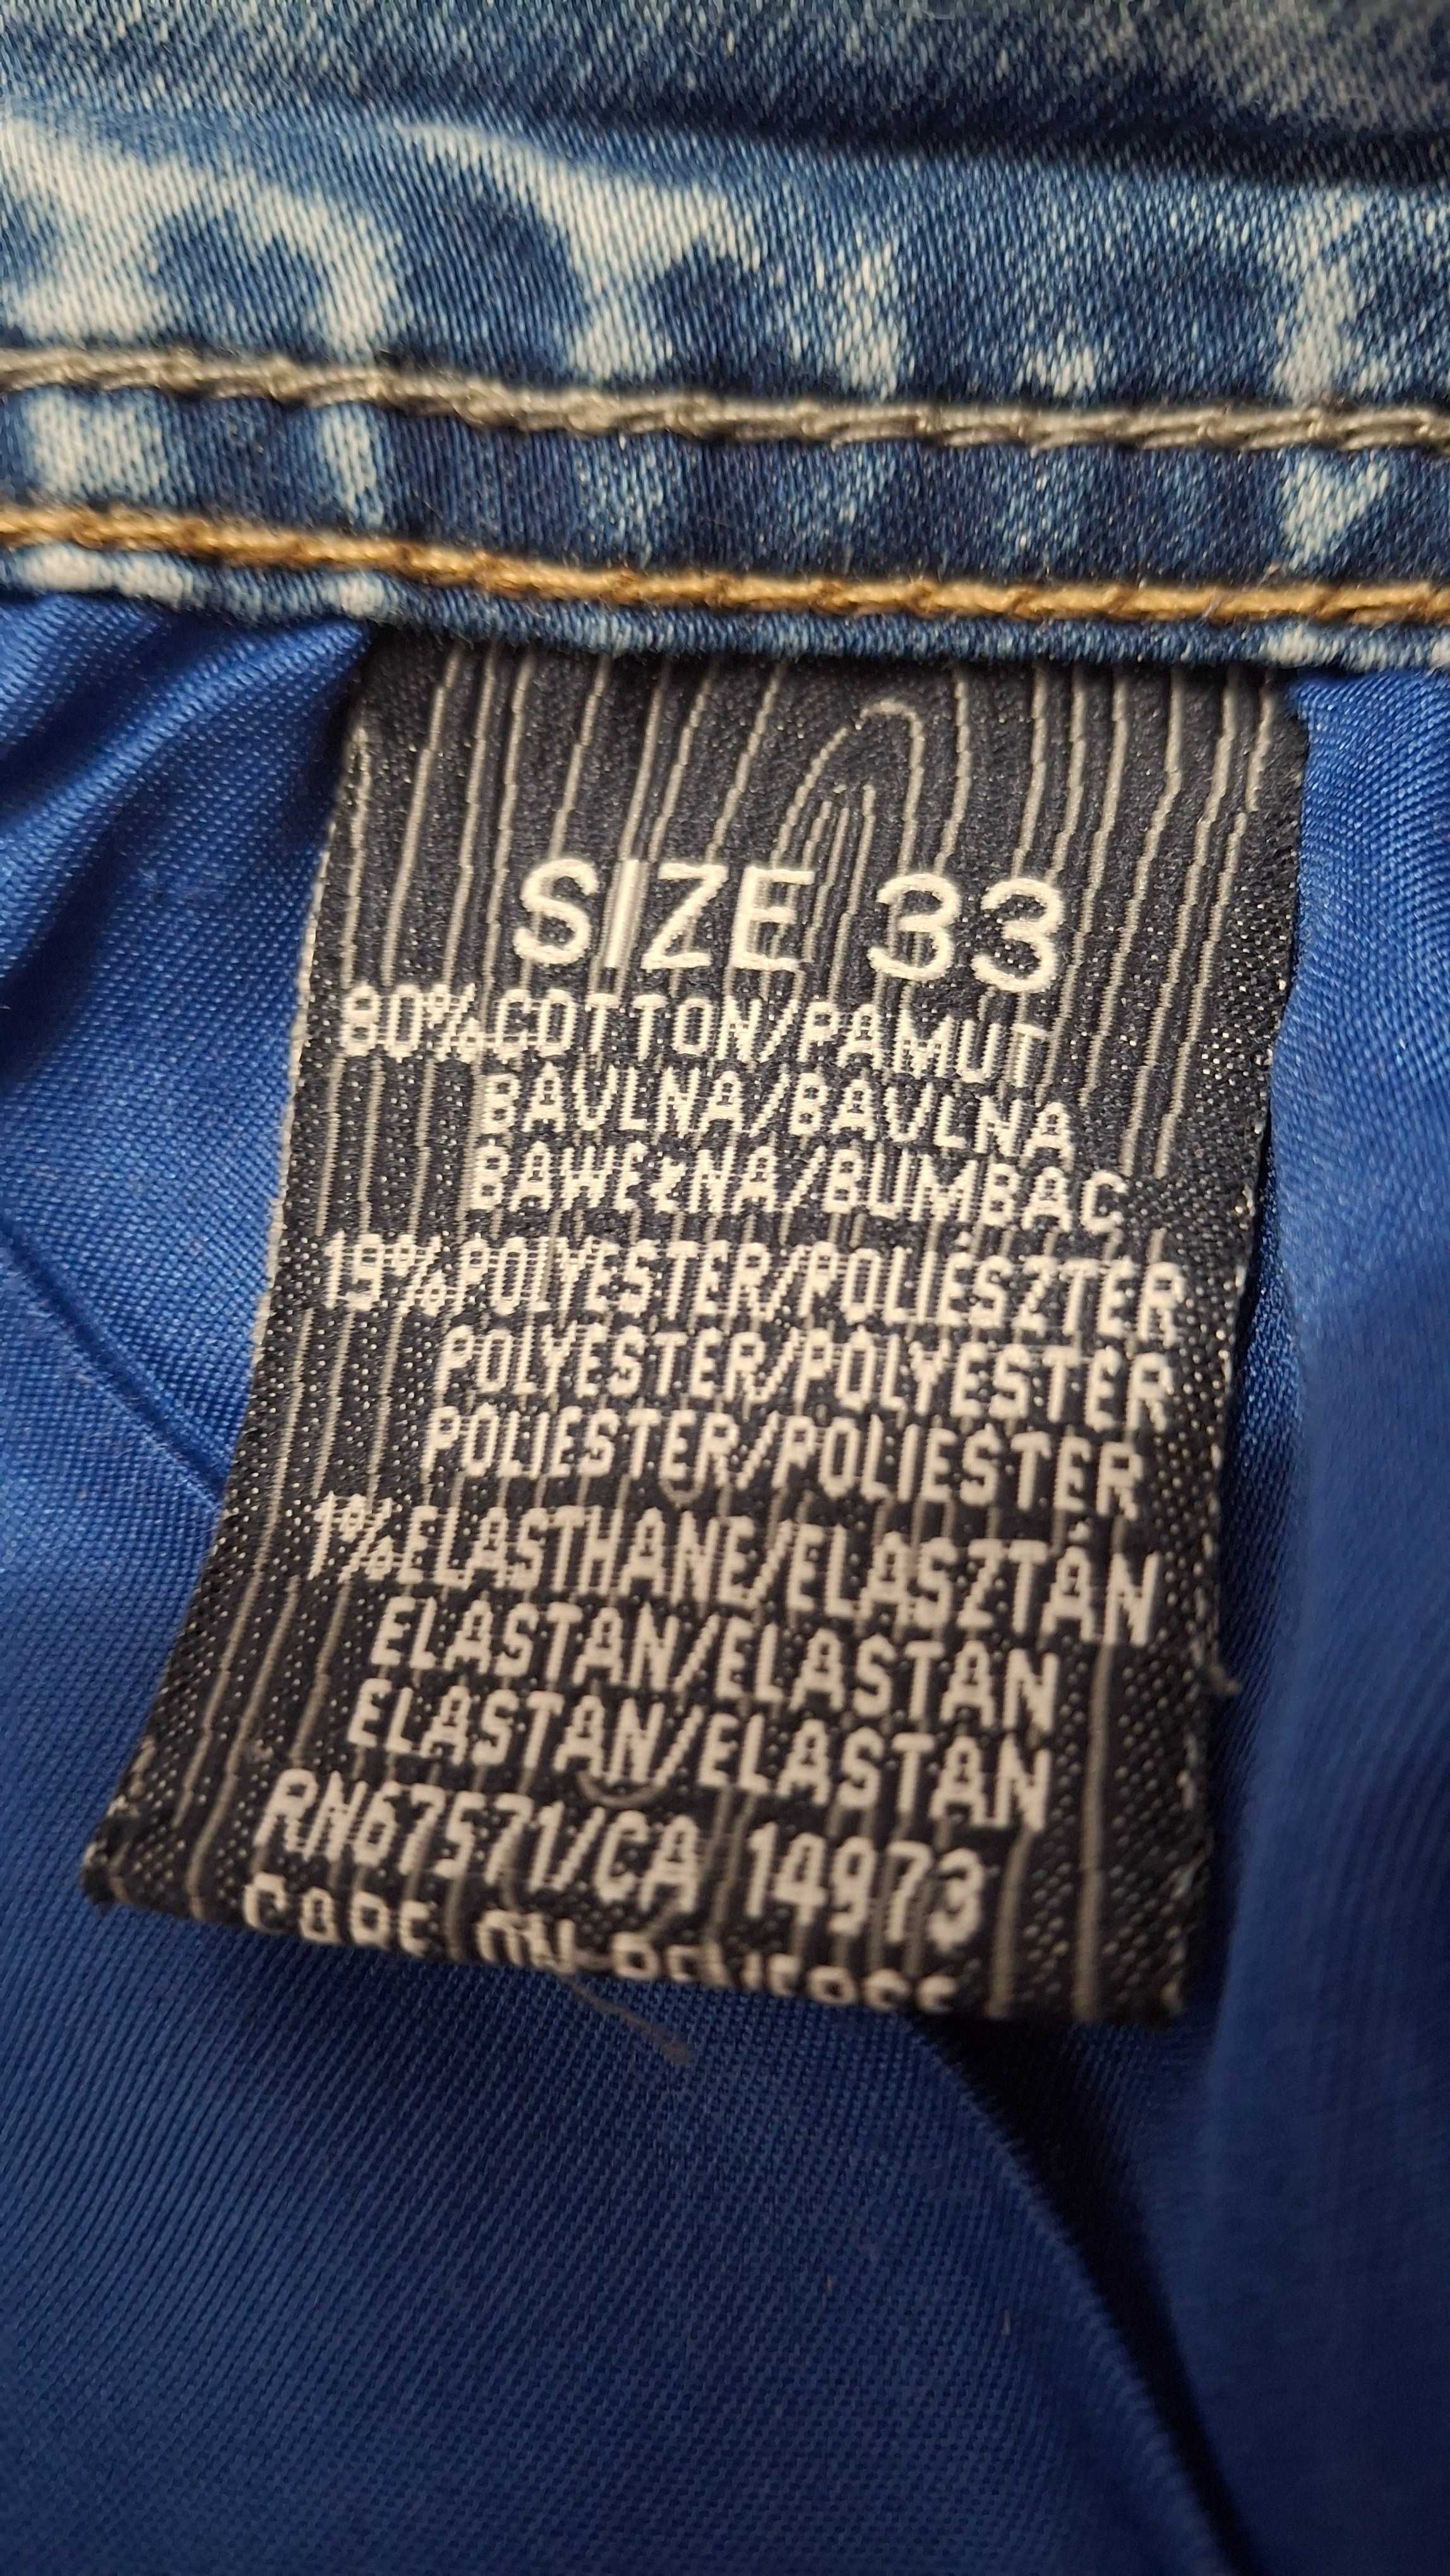 SIZE 33
80%COTTON/PAMUT
BAVLNA/BAVLNA
BAWEŁNA/BUMBAC
19%POLYESTER/POLIÉSZTER
POLYESTER/POLYESTER
POLIESTER/POLIESTER
1%ELASTHANE/ELASZTÁN
ELASTAN/ELASTAN
ELASTAN/ELASTAN
RN67571/CA 14973
CARE